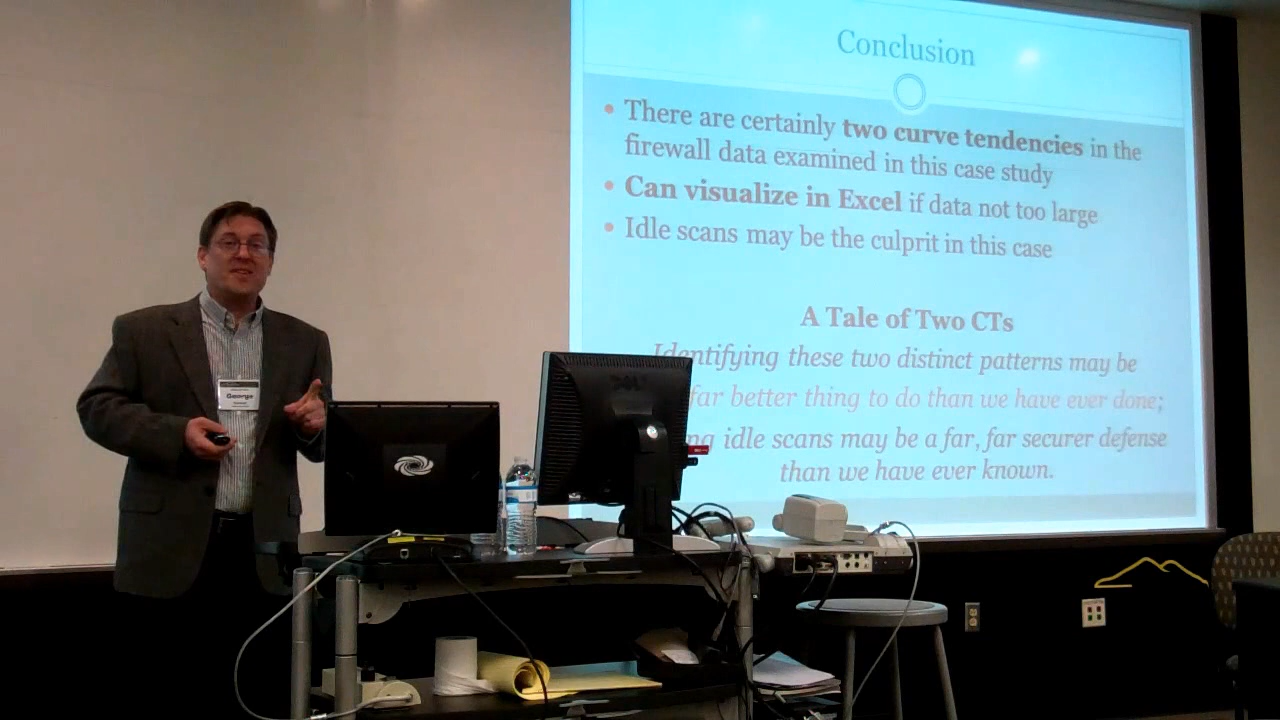 Conclusion
• There are certainly two curve tendencies in the
firewall data examined in this case study
• Can visualize in Excel if data not too large
• Idle scans may be the culprit in this case
A Tale of Two CTs
Identifying these two distinct patterns may be
far better thing to do than we have ever done;
idle scans may be a far, far securer defense
than we have ever known.
George
DELL